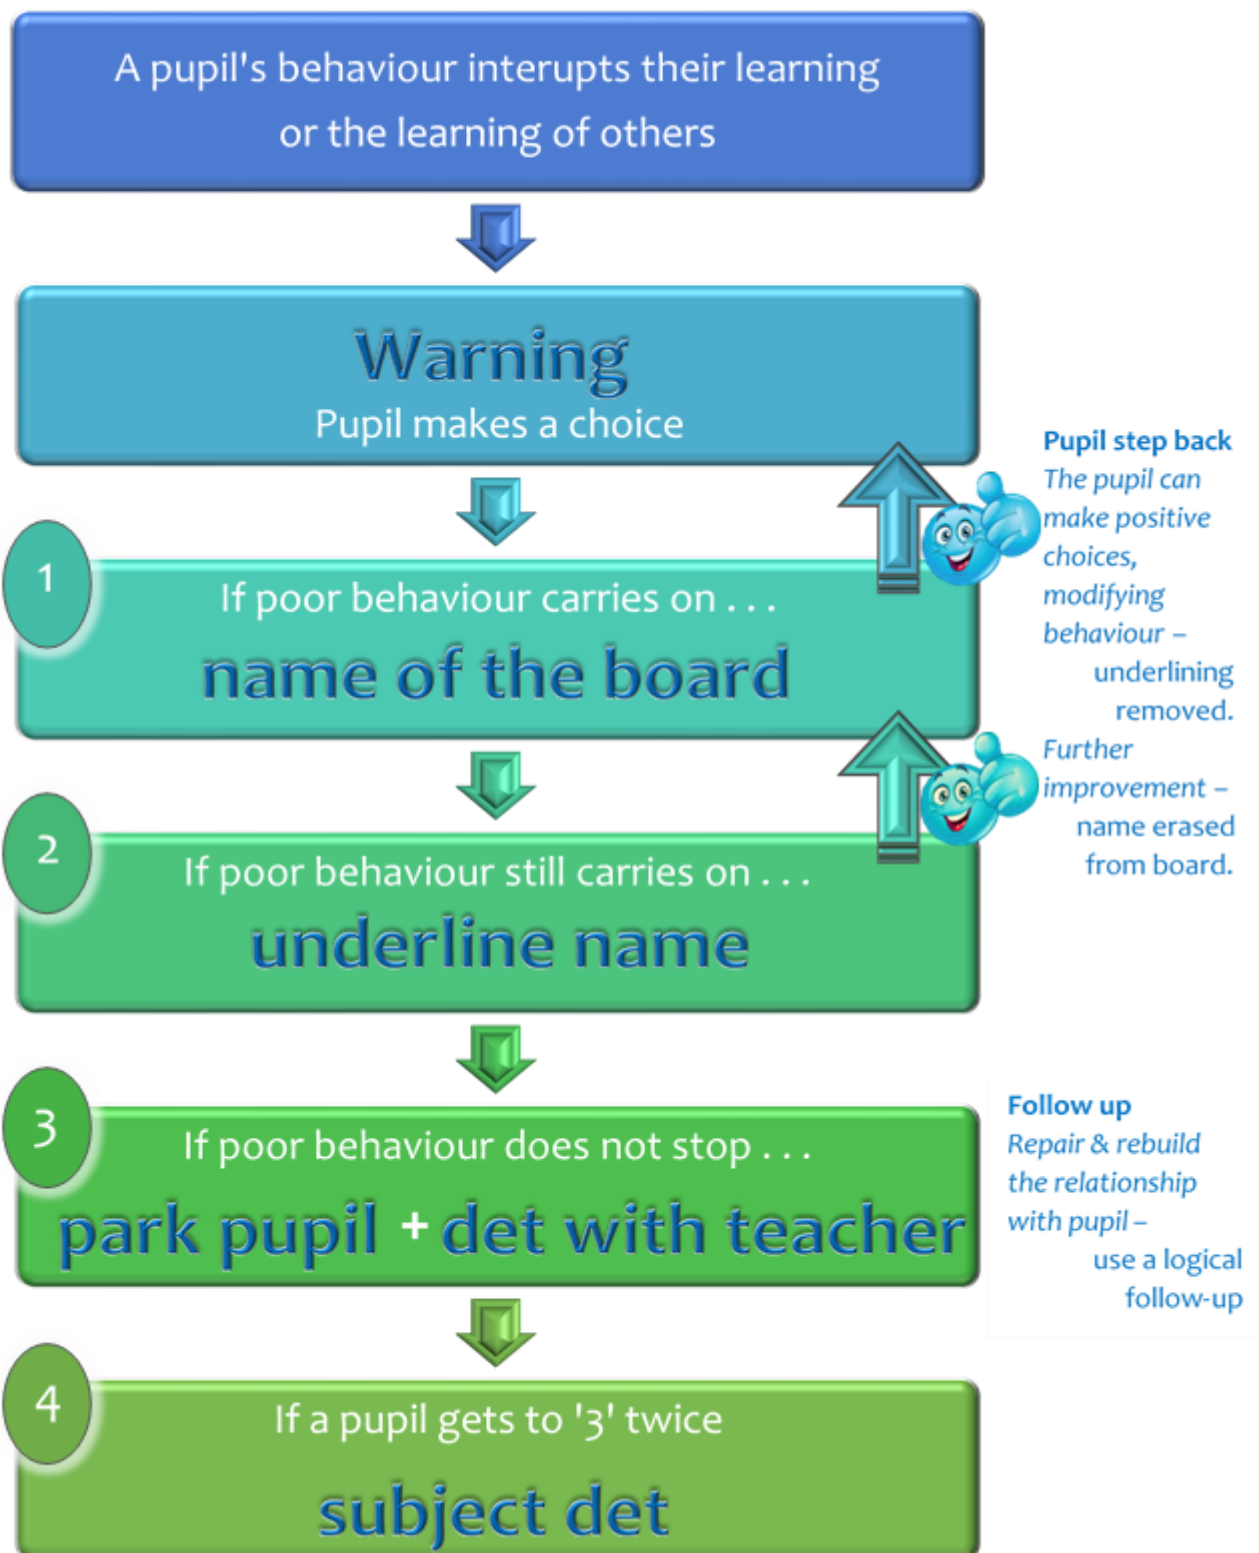 A pupil's behaviour interupts their learning
or the learning of others
Warning
Pupil makes a choice
1
If poor behaviour carries on . . .
name of the board
Pupil step back
The pupil can
make positive
choices,
modifying
behaviour –
underlining
removed.
Further
improvement –
name erased
from board.
2
If poor behaviour still carries on . . .
underline name
3
If poor behaviour does not stop . . .
park pupil + det with teacher
Follow up
Repair & rebuild
the relationship
with pupil –
use a logical
follow-up
4
If a pupil gets to '3' twice
subject det